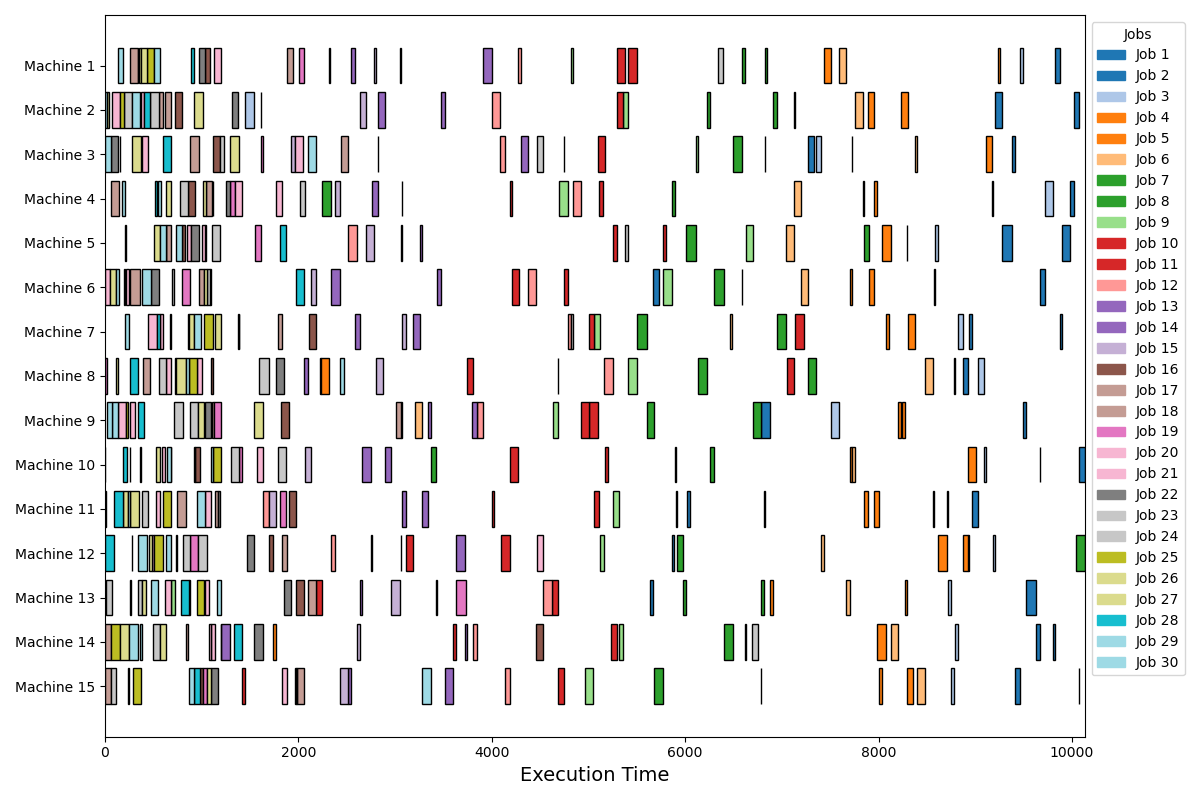 Machine 1
Machine 2
Machine 3
Machine 4
Machine 5
Machine 6
Machine 7
Machine 8
Machine 9
Machine 10
Machine 11
Machine 12
Machine 13
Machine 14
Machine 15
0
2000
4000
6000
8000
10000
Execution Time
Jobs
Job 1
Job 2
Job 3
Job 4
Job 5
Job 6
Job 7
Job 8
Job 9
Job 10
Job 11
Job 12
Job 13
Job 14
Job 15
Job 16
Job 17
Job 18
Job 19
Job 20
Job 21
Job 22
Job 23
Job 24
Job 25
Job 26
Job 27
Job 28
Job 29
Job 30